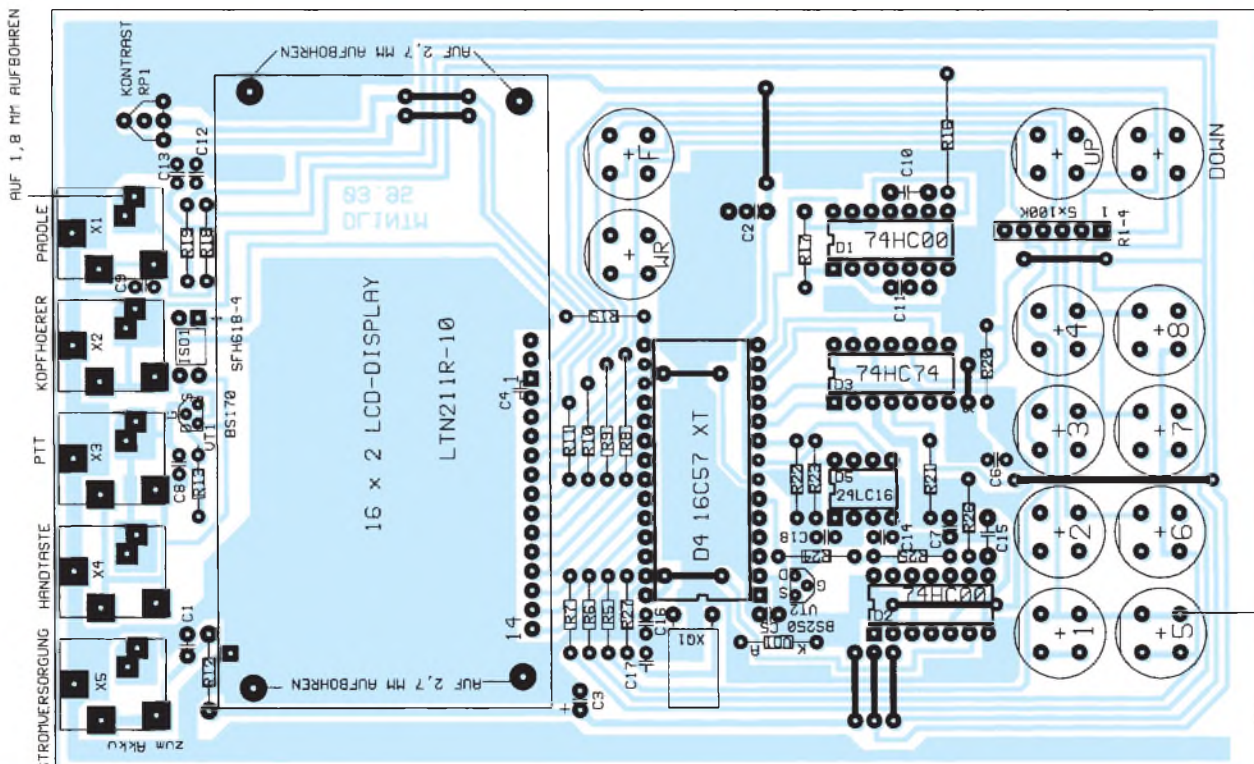 AUF 1,8 MM AUFBOHREN
KONTRAST
RP1
C13
C12
AUF 2,7 MM AUFBOHREN
PADDLE
X1
R19
R18
C9
KOPFHOERER
X2
ISO1
SFH618-4
PTT
X3
G
S
VT1
BS170
C8
R13
HANDTASTE
X4
C1
R12
STROMVERSORGUNG
X5
zum Akku
16 x 2 LCD-DISPLAY
LTN211R-10
1
14
C4
AUF 2,7 MM AUFBOHREN
C3
+
F
WR
R11
R10
R9
R8
R7
R6
R5
R27
C16
C17
XQ1
D4 16C57 XT
C2
R17
R16
C10
D1
74HC00
C11
D3
74HC74
R20
R22
R23
D5
24LC16
R21
C6
R26
C18
C14
C7
C15
D
S
G
VT2
BS250
A
K
D2
74HC00
UP
DOWN
5x100K
1
R1-4
4
8
3
7
2
6
1
5